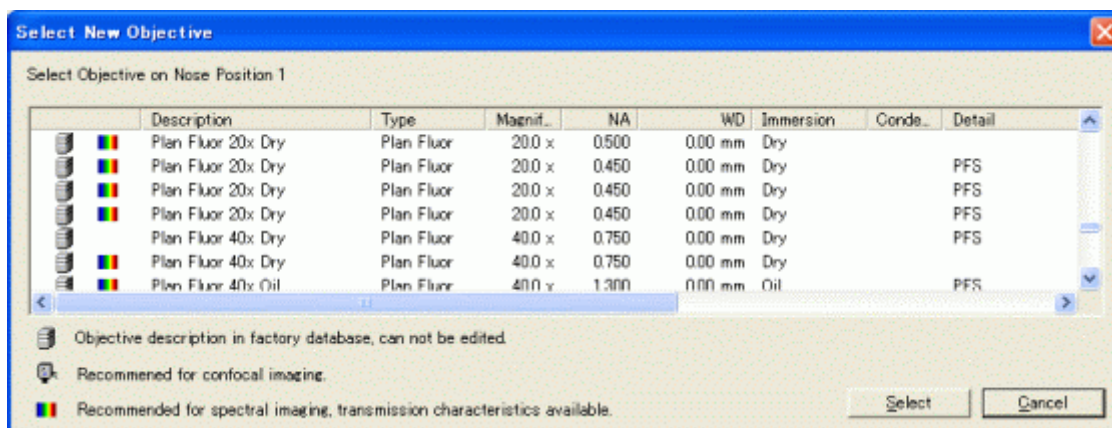 Select New Objective
Select Objective on Nose Position 1
Description Type Magnif... NA WD Immersion Conde... Detail
Plan Fluor 20x Dry Plan Fluor 20.0 x 0.500 0.00 mm Dry
Plan Fluor 20x Dry Plan Fluor 20.0 x 0.450 0.00 mm Dry PFS
Plan Fluor 20x Dry Plan Fluor 20.0 x 0.450 0.00 mm Dry PFS
Plan Fluor 20x Dry Plan Fluor 20.0 x 0.450 0.00 mm Dry PFS
Plan Fluor 40x Dry Plan Fluor 40.0 x 0.750 0.00 mm Dry PFS
Plan Fluor 40x Dry Plan Fluor 40.0 x 0.750 0.00 mm Dry
Plan Fluor 40x Oil Plan Fluor 40.0 x 1.300 0.00 mm Oil PFS
Objective description in factory database, can not be edited.
Recommened for confocal imaging.
Recommended for spectral imaging, transmission characteristics available.
Select Cancel